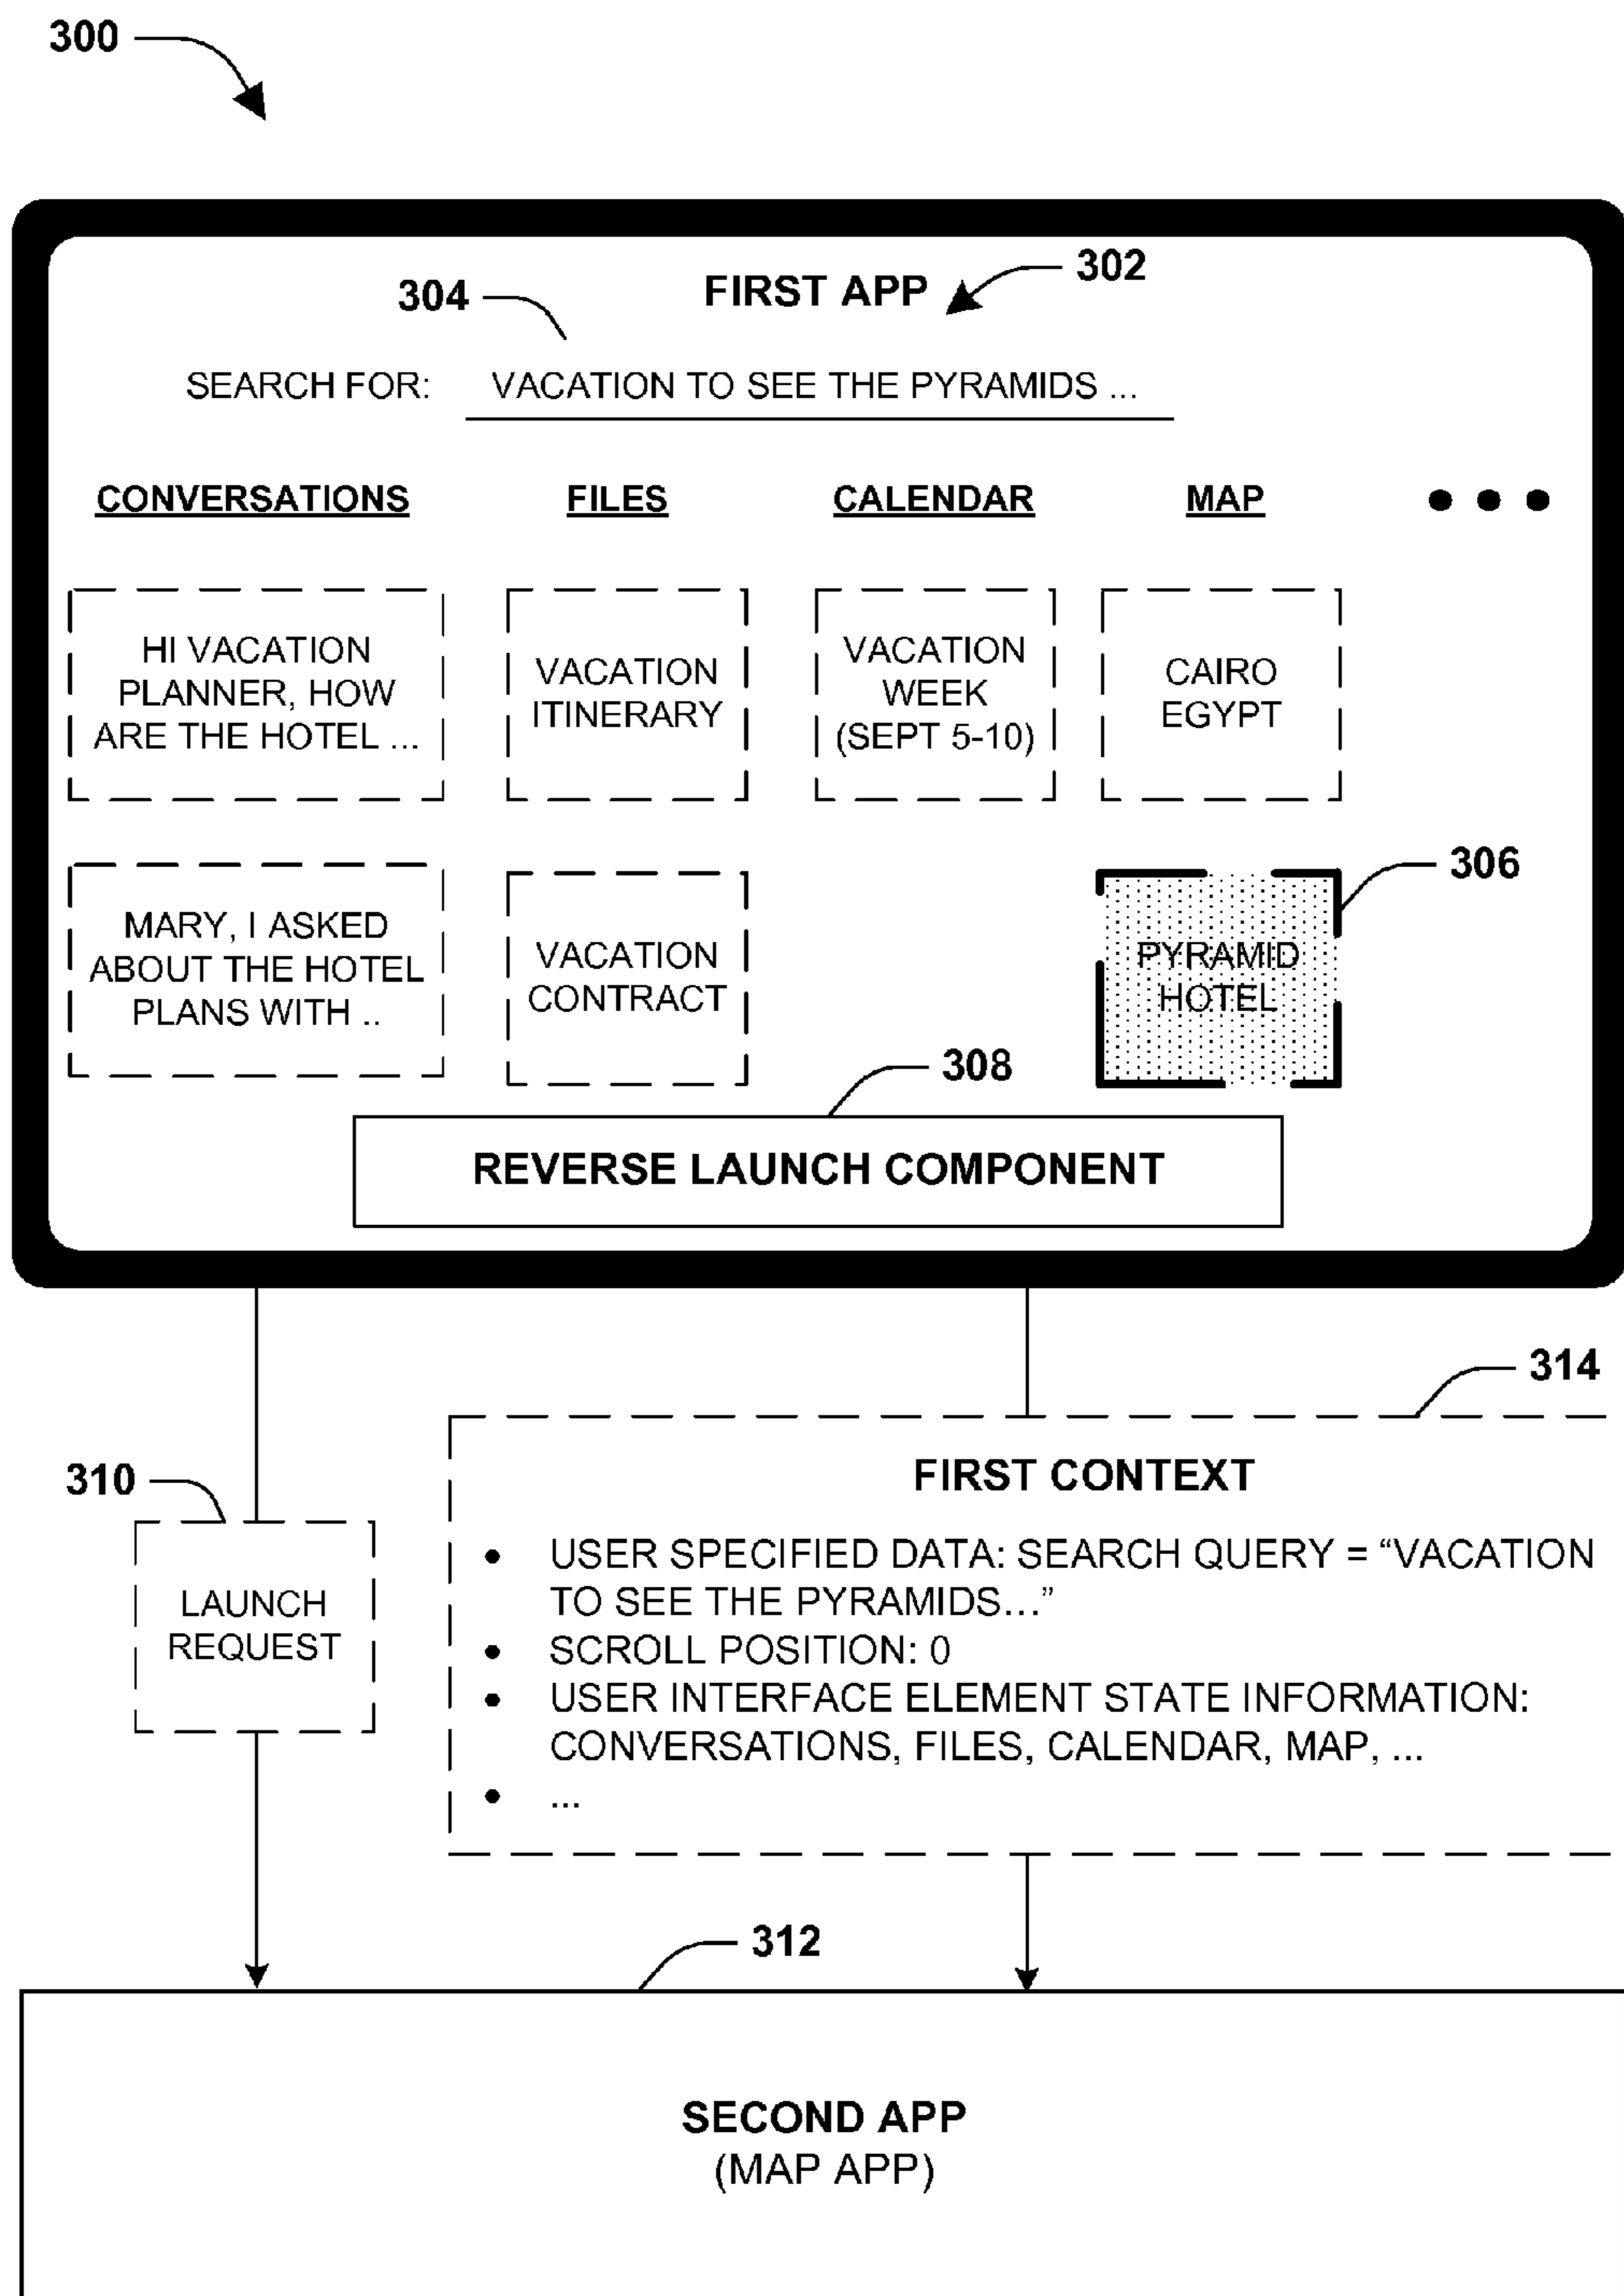 300
302
304
FIRST APP
SEARCH FOR: VACATION TO SEE THE PYRAMIDS ...
CONVERSATIONS FILES CALENDAR MAP
HI VACATION
PLANNER, HOW
ARE THE HOTEL ...
VACATION
ITINERARY
VACATION
WEEK
(SEPT 5-10)
CAIRO
EGYPT
306
MARY, I ASKED
ABOUT THE HOTEL
PLANS WITH ..
VACATION
CONTRACT
PYRAMID
HOTEL
308
REVERSE LAUNCH COMPONENT
314
310
LAUNCH
REQUEST
FIRST CONTEXT
• USER SPECIFIED DATA: SEARCH QUERY = “VACATION
TO SEE THE PYRAMIDS...”
• SCROLL POSITION: 0
• USER INTERFACE ELEMENT STATE INFORMATION:
CONVERSATIONS, FILES, CALENDAR, MAP, ...
• ...
312
SECOND APP
(MAP APP)